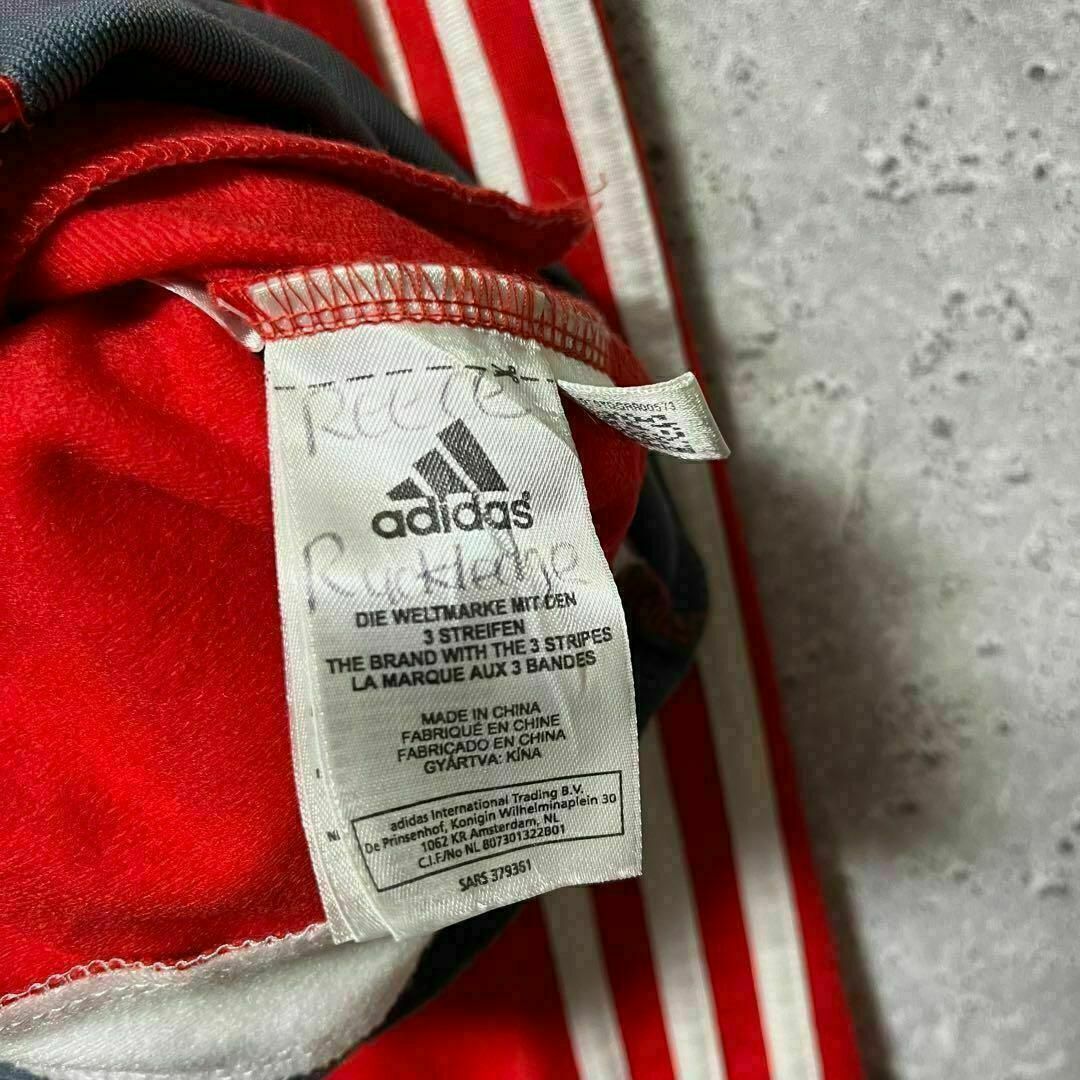 Reece
adidas
Rucklidge
DIE WELTMARKE MIT DEN
3 STREIFEN
THE BRAND WITH THE 3 STRIPES
LA MARQUE AUX 3 BANDES
MADE IN CHINA
FABRIQUÉ EN CHINE
FABRICADO EN CHINA
GYÁRTVA: KÍNA
adidas International Trading B.V.
De Prinsenhof, Konigin Wilhelminaplein 30
1062 KR Amsterdam, NL
C.I.F/No NL 807301322B01
SARS 379361